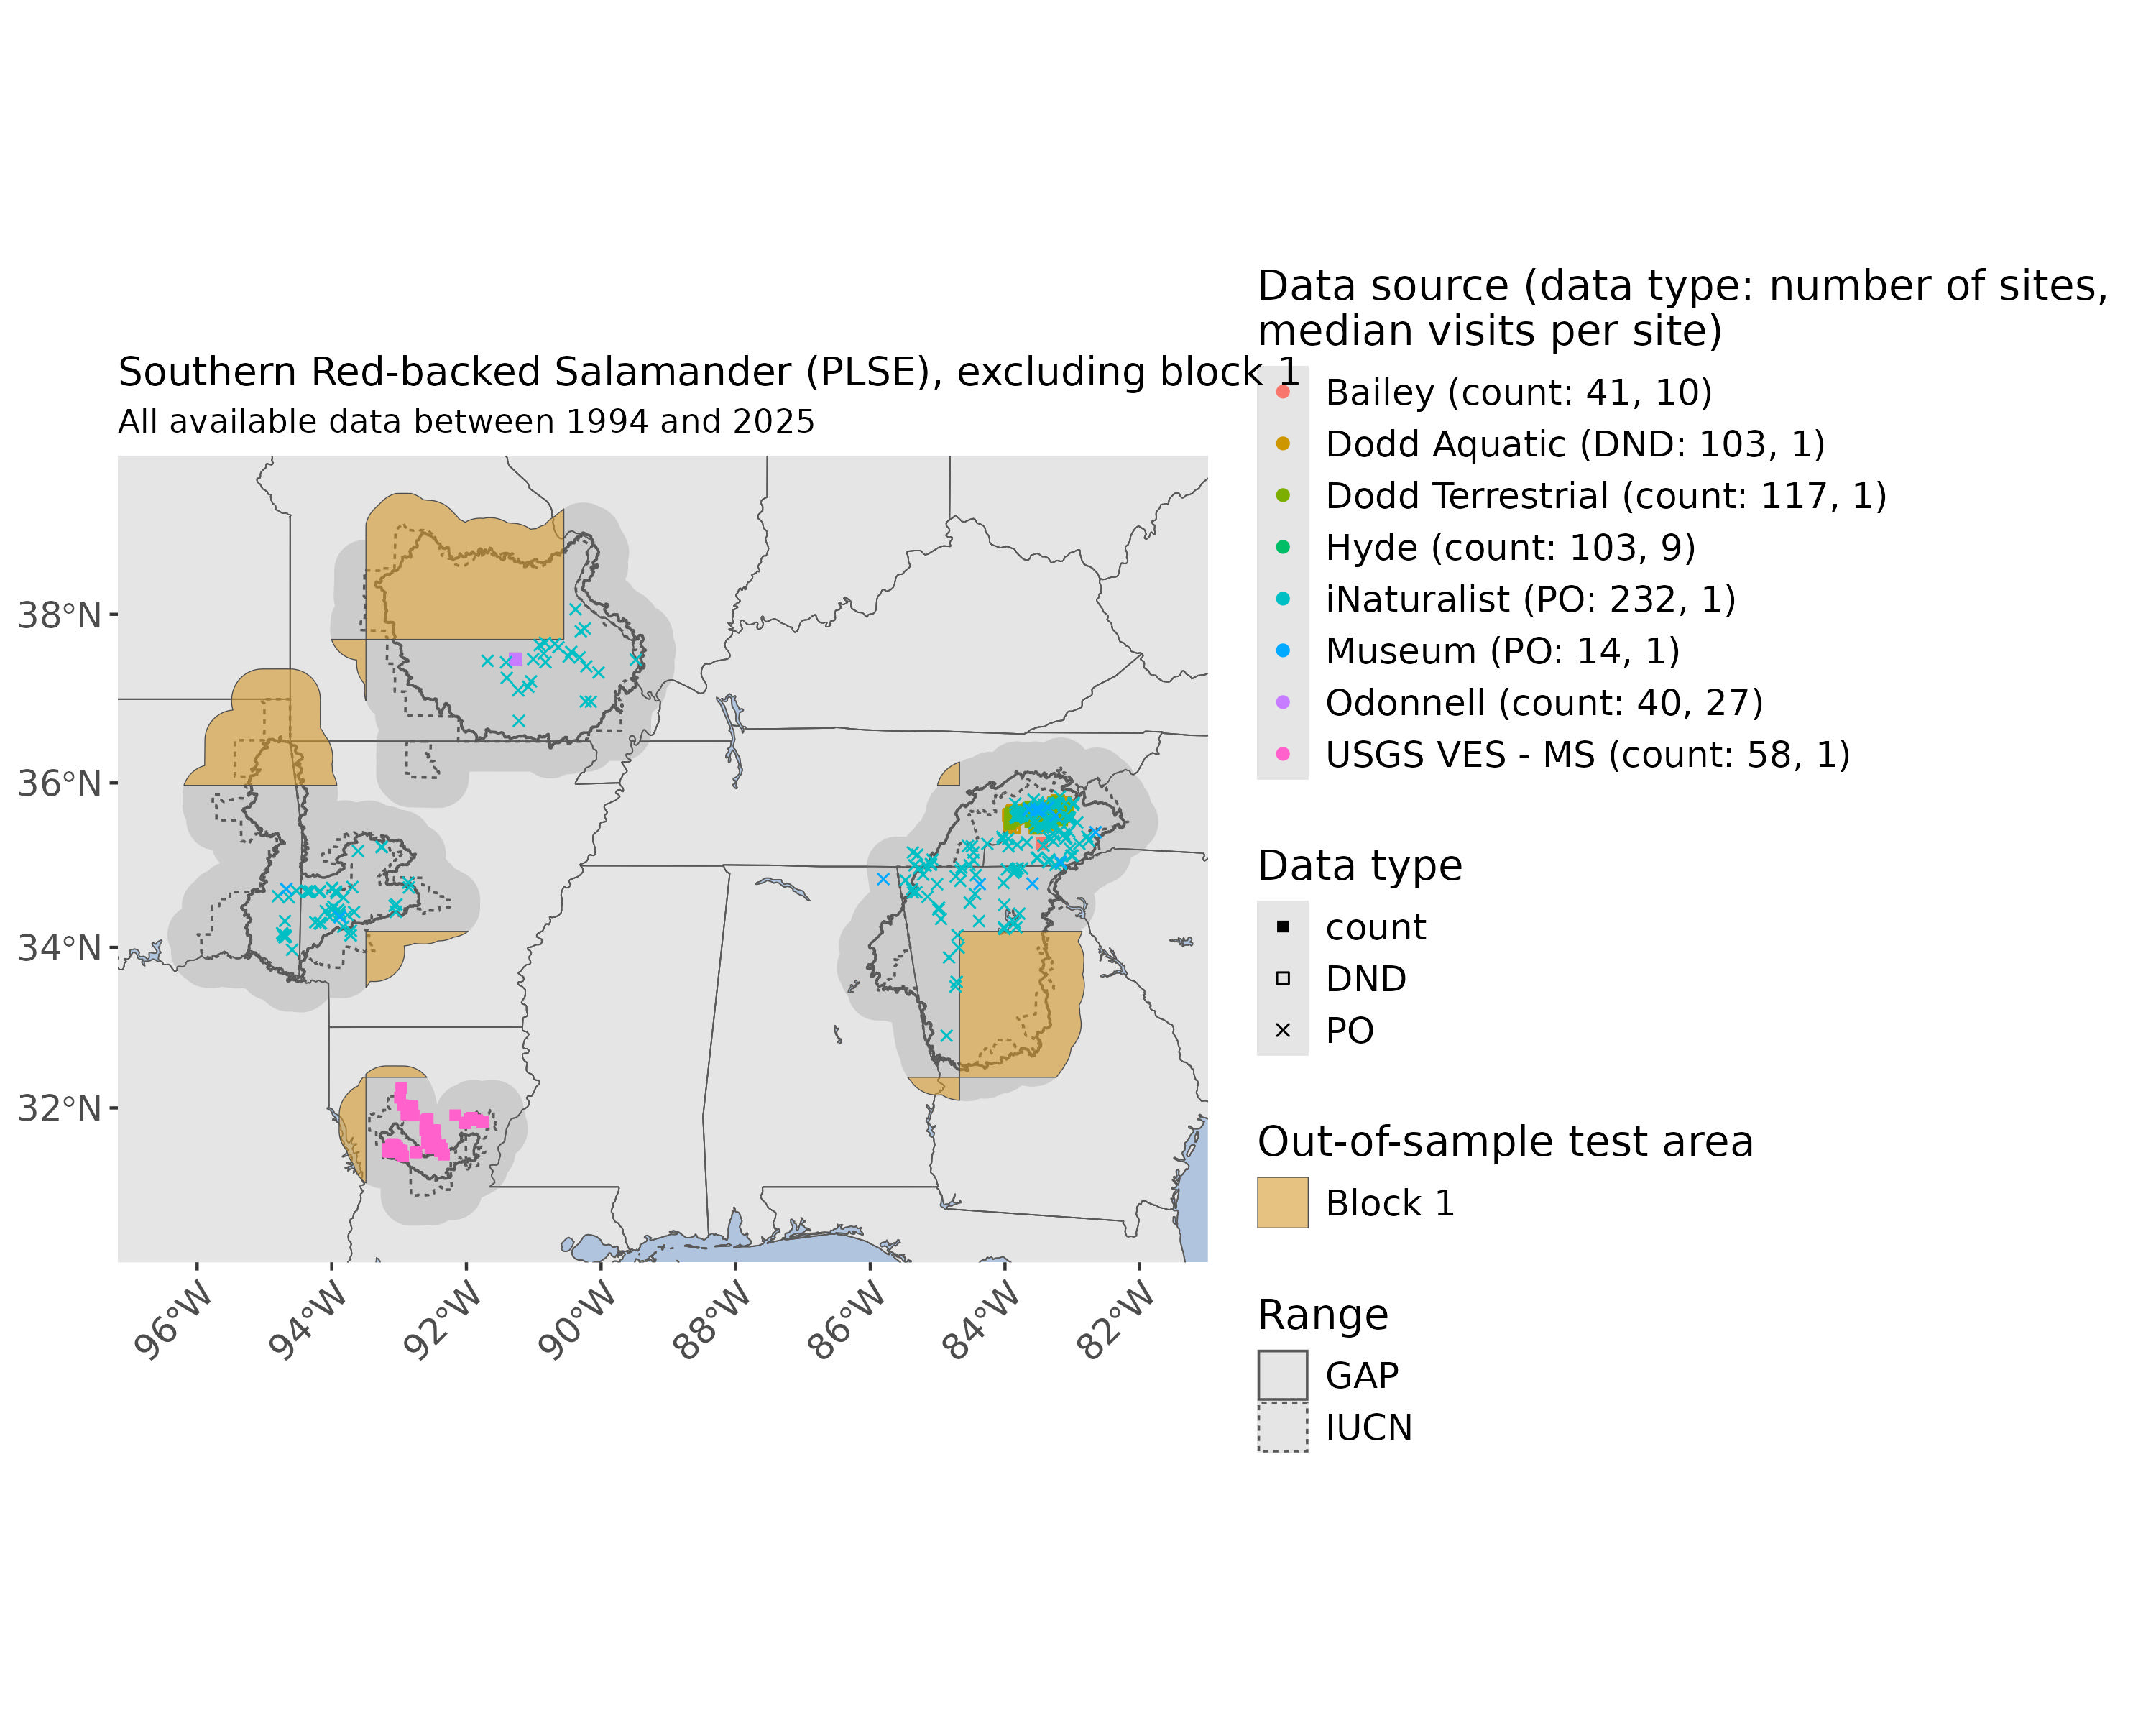 Southern Red-backed Salamander (PLSE), excluding block 1
All available data between 1994 and 2025
38°N
36°N
34°N
32°N
96°W
94°W
92°W
90°W
88°W
86°W
84°W
82°W
Data source (data type: number of sites,
median visits per site)
Bailey (count: 41, 10)
Dodd Aquatic (DND: 103, 1)
Dodd Terrestrial (count: 117, 1)
Hyde (count: 103, 9)
iNaturalist (PO: 232, 1)
Museum (PO: 14, 1)
Odonnell (count: 40, 27)
USGS VES - MS (count: 58, 1)
Data type
count
DND
PO
Out-of-sample test area
Block 1
Range
GAP
IUCN